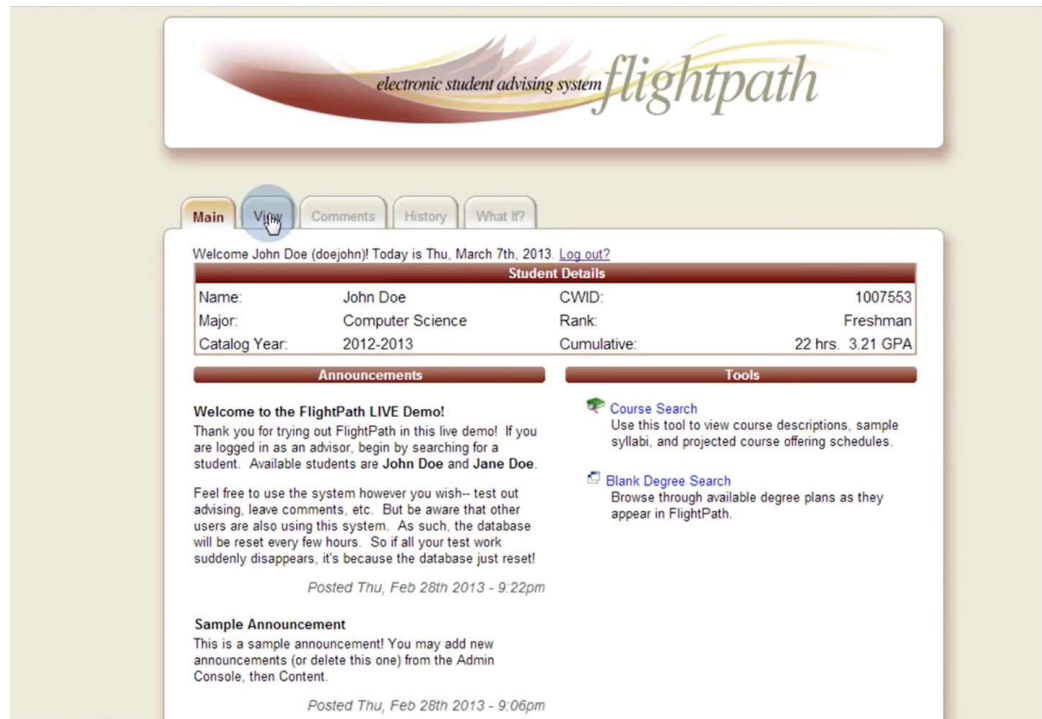 electronic student advising system flightpath
Main View Comments History What If?
Welcome John Doe (doejohn)! Today is Thu, March 7th, 2013. Log out?
Student Details
Name: John Doe CWID: 1007553
Major: Computer Science Rank: Freshman
Catalog Year: 2012-2013 Cumulative: 22 hrs. 3.21 GPA
Announcements
Welcome to the FlightPath LIVE Demo!
Thank you for trying out FlightPath in this live demo! If you
are logged in as an advisor, begin by searching for a
student. Available students are John Doe and Jane Doe.
Feel free to use the system however you wish-- test out
advising, leave comments, etc. But be aware that other
users are also using this system. As such, the database
will be reset every few hours. So if all your test work
suddenly disappears, it's because the database just reset!
Posted Thu, Feb 28th 2013 - 9:22pm
Sample Announcement
This is a sample announcement! You may add new
announcements (or delete this one) from the Admin
Console, then Content.
Posted Thu, Feb 28th 2013 - 9:06pm
Tools
Course Search
Use this tool to view course descriptions, sample
syllabi, and projected course offering schedules.
Blank Degree Search
Browse through available degree plans as they
appear in FlightPath.